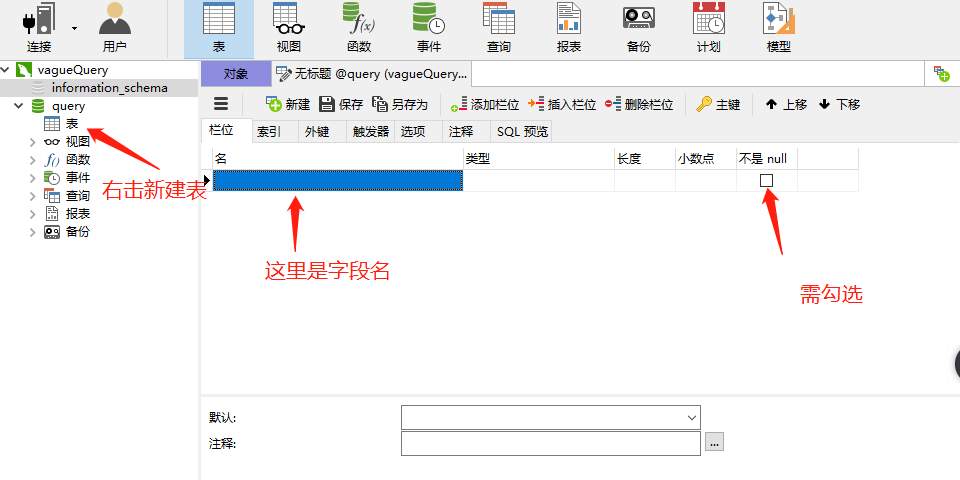 连接 用户 表 视图 函数 事件 查询 报表 备份 计划 模型
vagueQuery
information_schema
query
表
视图
函数
事件
查询
报表
备份
右击新建表
对象 无标题 @query (vagueQuery...
新建 保存 另存为 添加栏位 插入栏位 删除栏位 主键 上移 下移
栏位 索引 外键 触发器 选项 注释 SQL 预览
名 类型 长度 小数点 不是 null
这里是字段名
需勾选
默认:
注释:
...